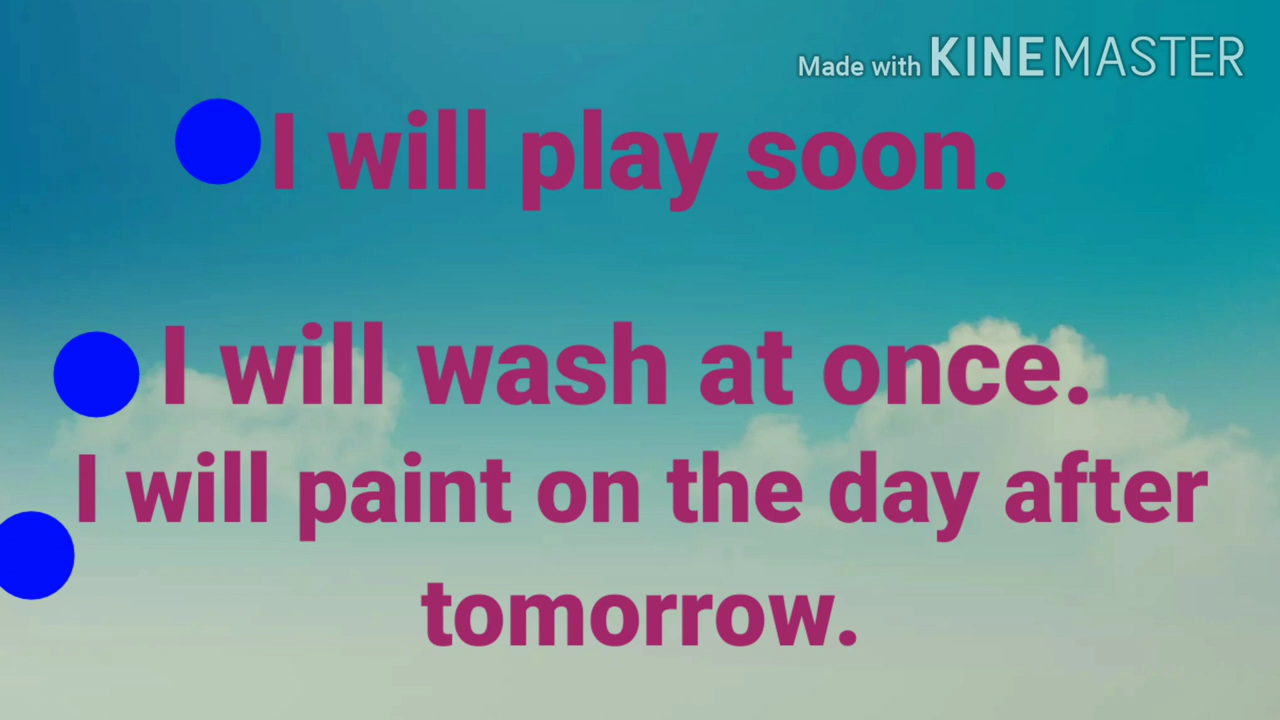 Made with KINEMASTER
I will play soon.
I will wash at once.
I will paint on the day after
tomorrow.